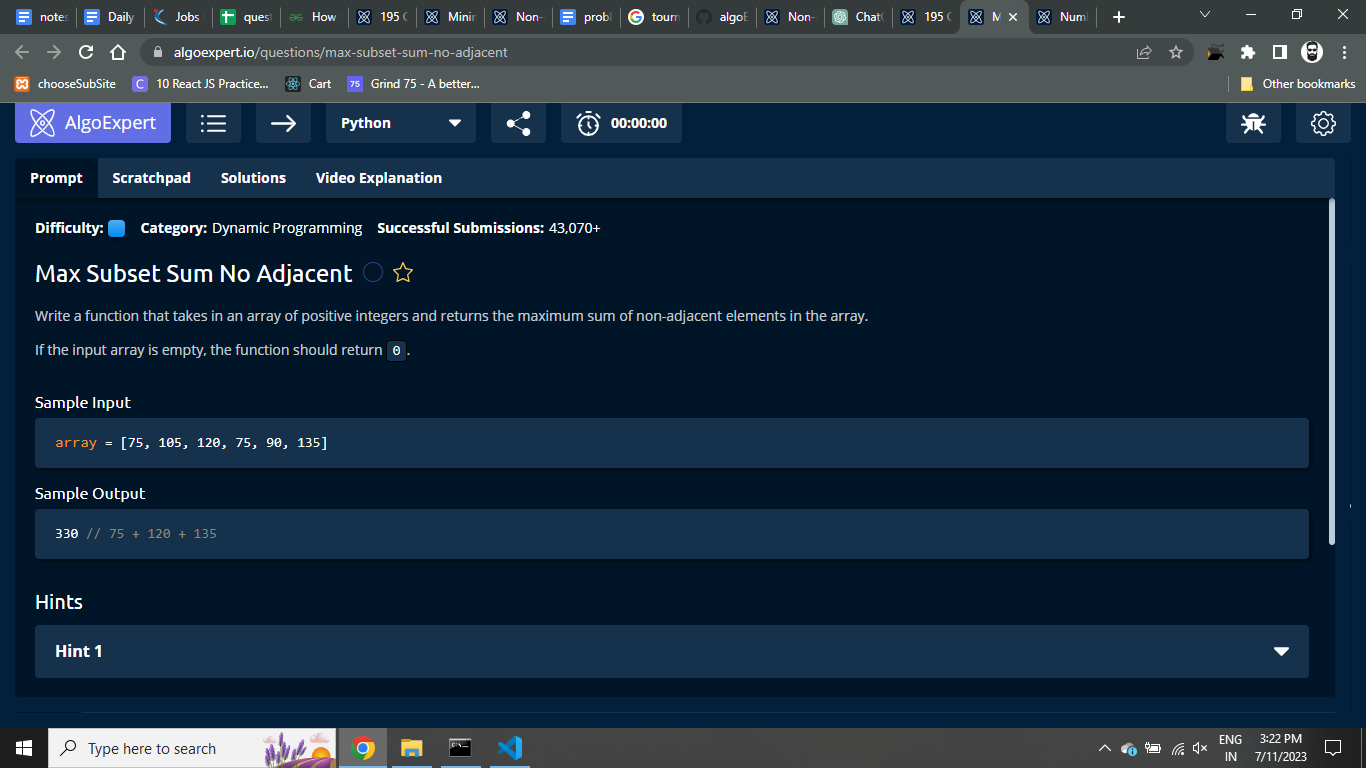 notes
Daily
Jobs
quest
How
195 C
Minin
Non-
probl
tourn
algoE
Non-
Chat
195 C
M
Num
algoexpert.io/questions/max-subset-sum-no-adjacent
chooseSubSite
C 10 React JS Practice...
Cart
75 Grind 75 - A better...
Other bookmarks
AlgoExpert
Python
00:00:00
Prompt Scratchpad Solutions Video Explanation
Difficulty: Category: Dynamic Programming Successful Submissions: 43,070+
Max Subset Sum No Adjacent
Write a function that takes in an array of positive integers and returns the maximum sum of non-adjacent elements in the array.
If the input array is empty, the function should return 0.
Sample Input
array = [75, 105, 120, 75, 90, 135]
Sample Output
330 // 75 + 120 + 135
Hints
Hint 1
Type here to search
ENG
IN
3:22 PM
7/11/2023